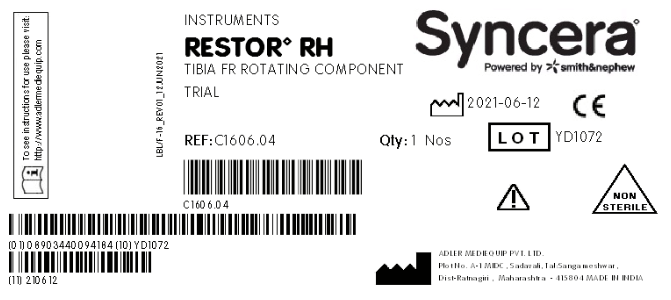 To see instructions for use please visit:
http://www.adlermediequip.com
LBL/F-16_REV01_12JUN2021
INSTRUMENTS
RESTOR° RH
TIBIA FR ROTATING COMPONENT
TRIAL
Syncera
Powered by smith&nephew
2021-06-12
CE
REF:C1606.04
Qty:1 Nos
LOT YD1072
C1606.04
NON
STERILE
(01)08903440094184(10)YD1072
(11) 210612
ADLER MEDIEQUIP PVT. LTD.
Plot No. A-1 MIDC, Sadavali, Tal-Sangameshwar,
Dist-Ratnagiri , Maharashtra - 415804 MADE IN INDIA